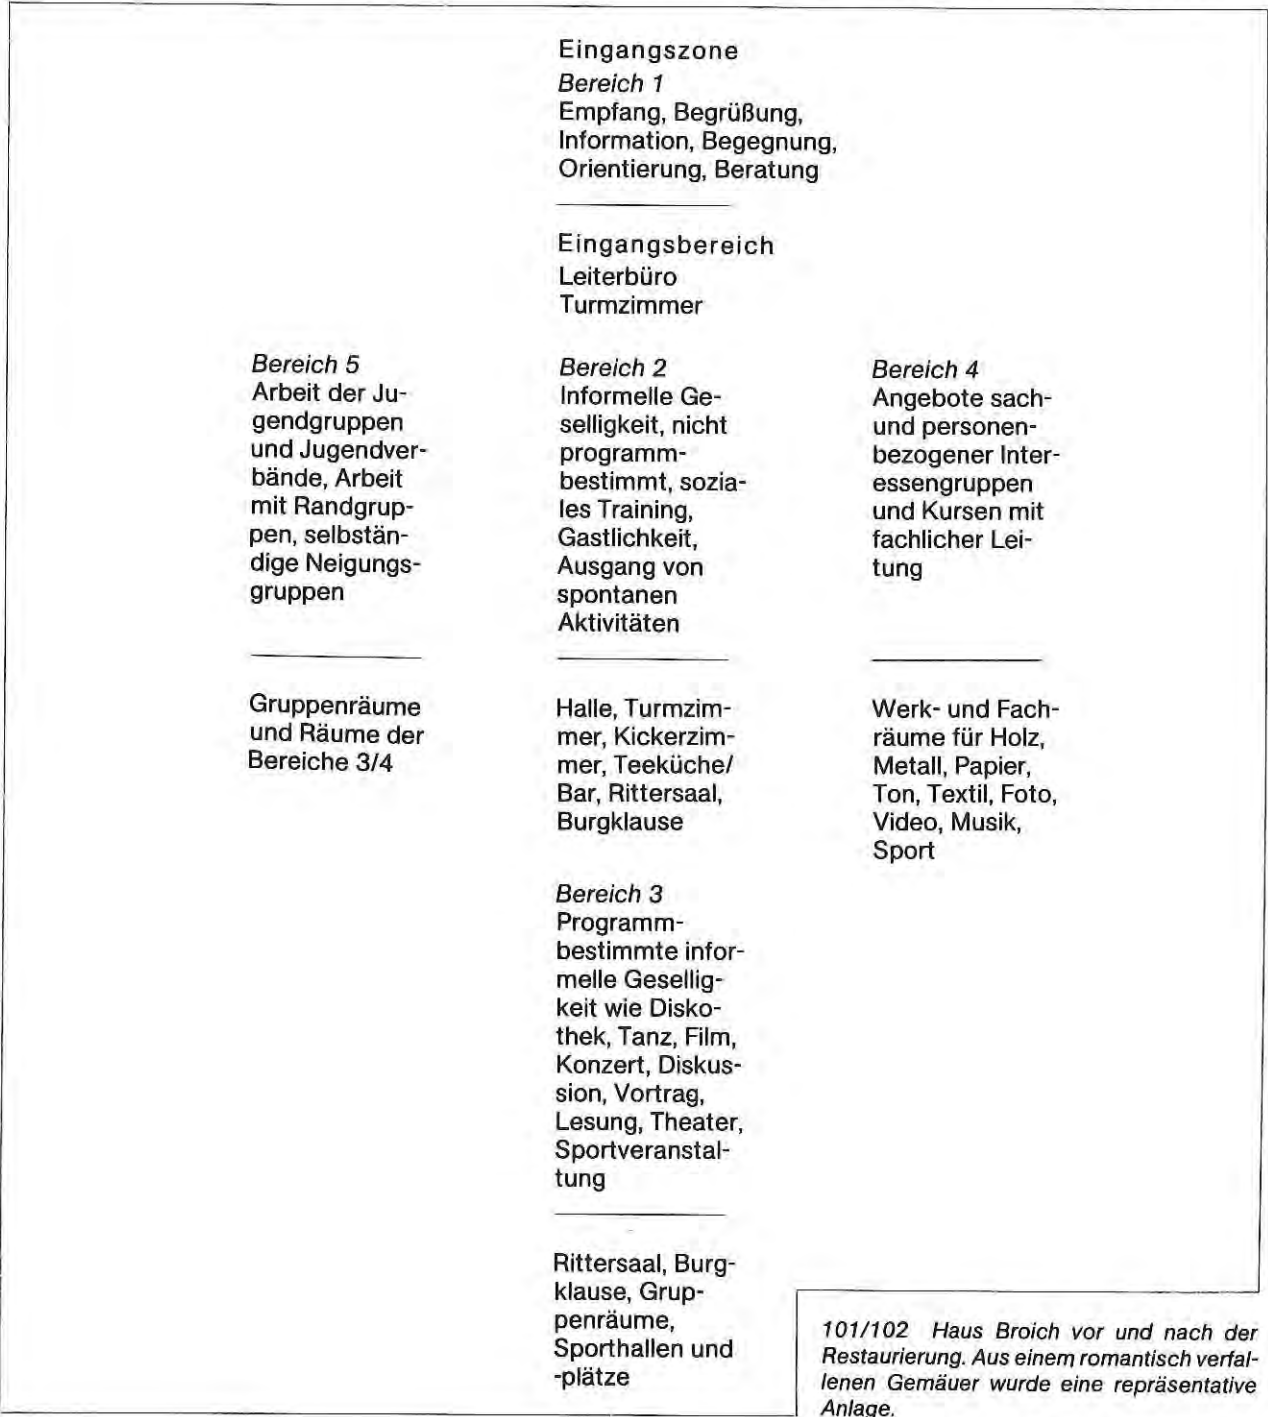 Eingangszone
Bereich 1
Empfang, Begrüßung,
Information, Begegnung,
Orientierung, Beratung
Eingangsbereich
Leiterbüro
Turmzimmer
Bereich 5
Arbeit der Ju-
gendgruppen
und Jugendver-
bände, Arbeit
mit Randgrup-
pen, selbstän-
dige Neigungs-
gruppen
Gruppenräume
und Räume der
Bereiche 3/4
Bereich 2
Informelle Ge-
selligkeit, nicht
programm-
bestimmt, sozia-
les Training,
Gastlichkeit,
Ausgang von
spontanen
Aktivitäten
Halle, Turmzim-
mer, Kickerzim-
mer, Teeküche/
Bar, Rittersaal,
Burgklause
Bereich 4
Angebote sach-
und personen-
bezogener Inter-
essengruppen
und Kursen mit
fachlicher Lei-
tung
Werk- und Fach-
räume für Holz,
Metall, Papier,
Ton, Textil, Foto,
Video, Musik,
Sport
Bereich 3
Programm-
bestimmte infor-
melle Gesellig-
keit wie Disko-
thek, Tanz, Film,
Konzert, Diskus-
sion, Vortrag,
Lesung, Theater,
Sportveranstal-
tung
Rittersaal, Burg-
klause, Grup-
penräume,
Sporthallen und
-plätze
101/102 Haus Broich vor und nach der
Restaurierung. Aus einem romantisch verfal-
lenen Gemäuer wurde eine repräsentative
Anlage.